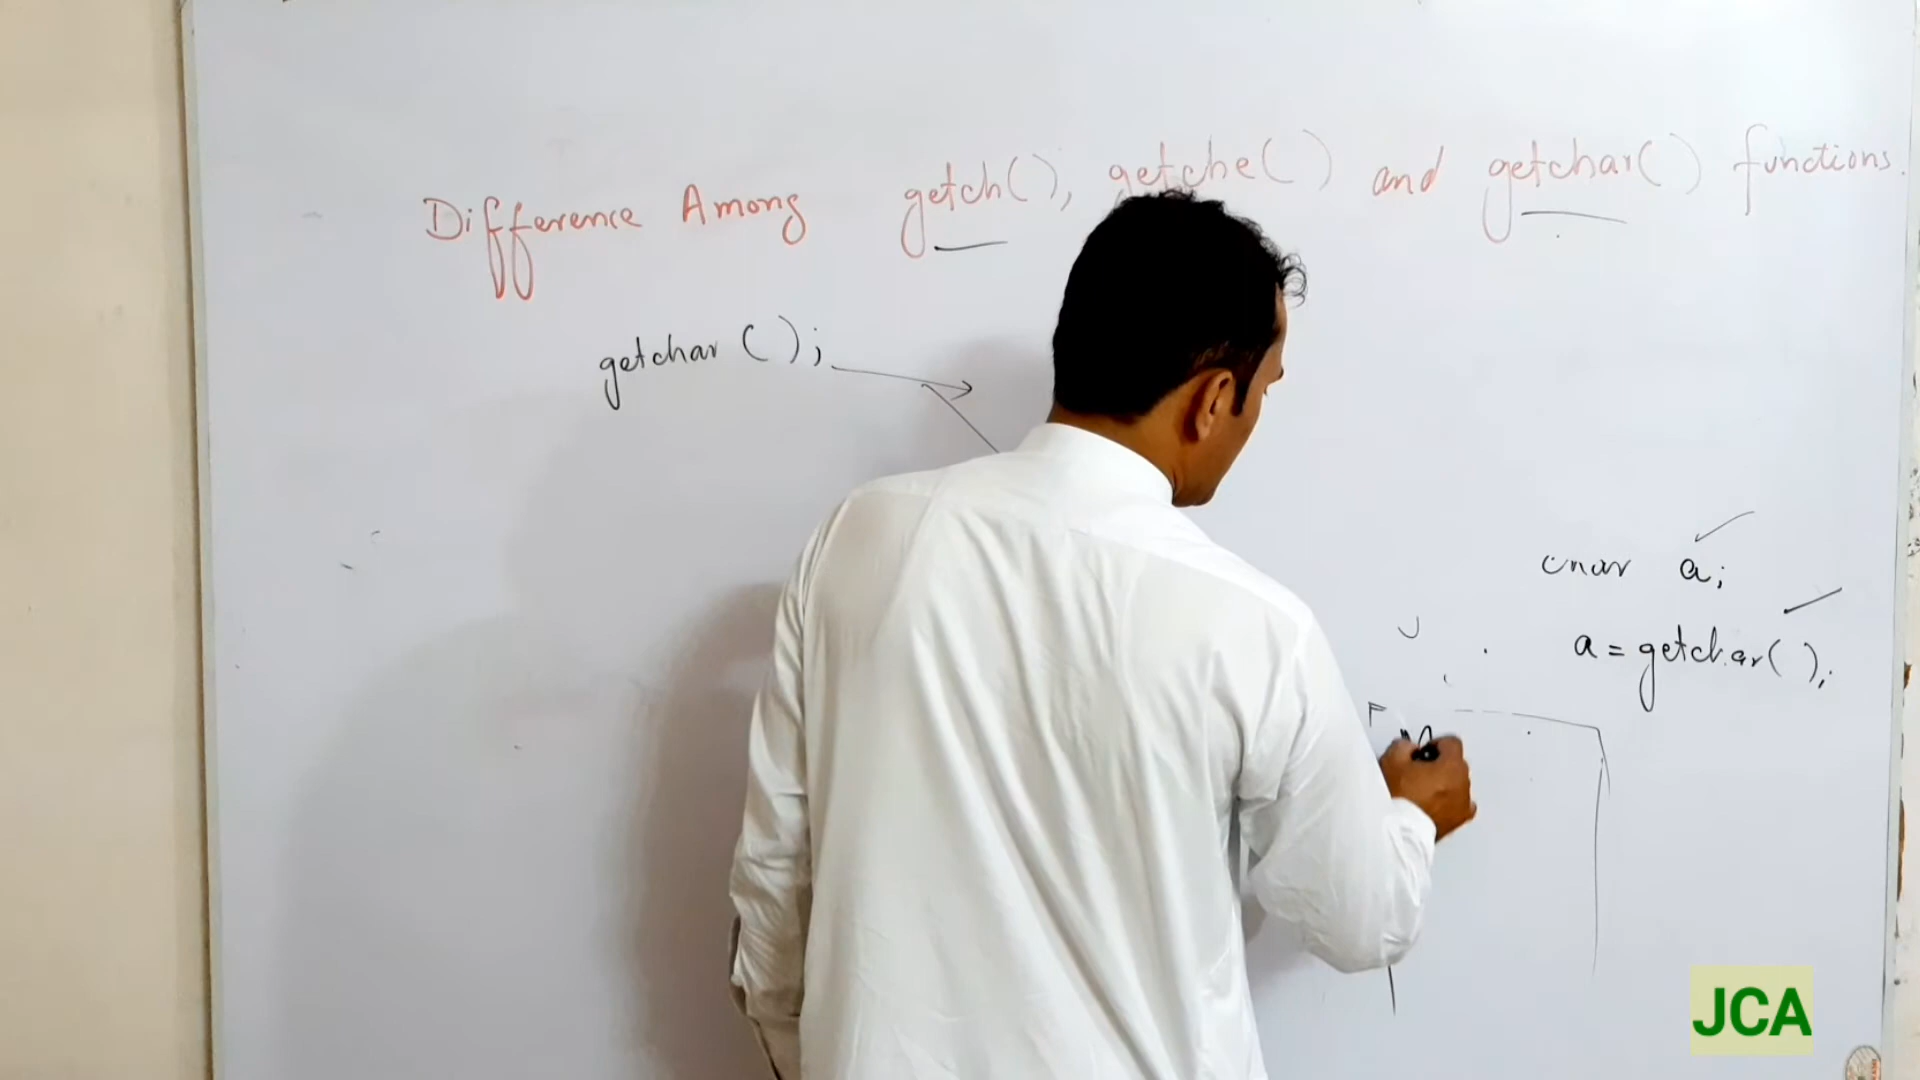 Difference Among getch(), getche() and getchar() functions.
getchar();
char a;
a = getchar();
JCA